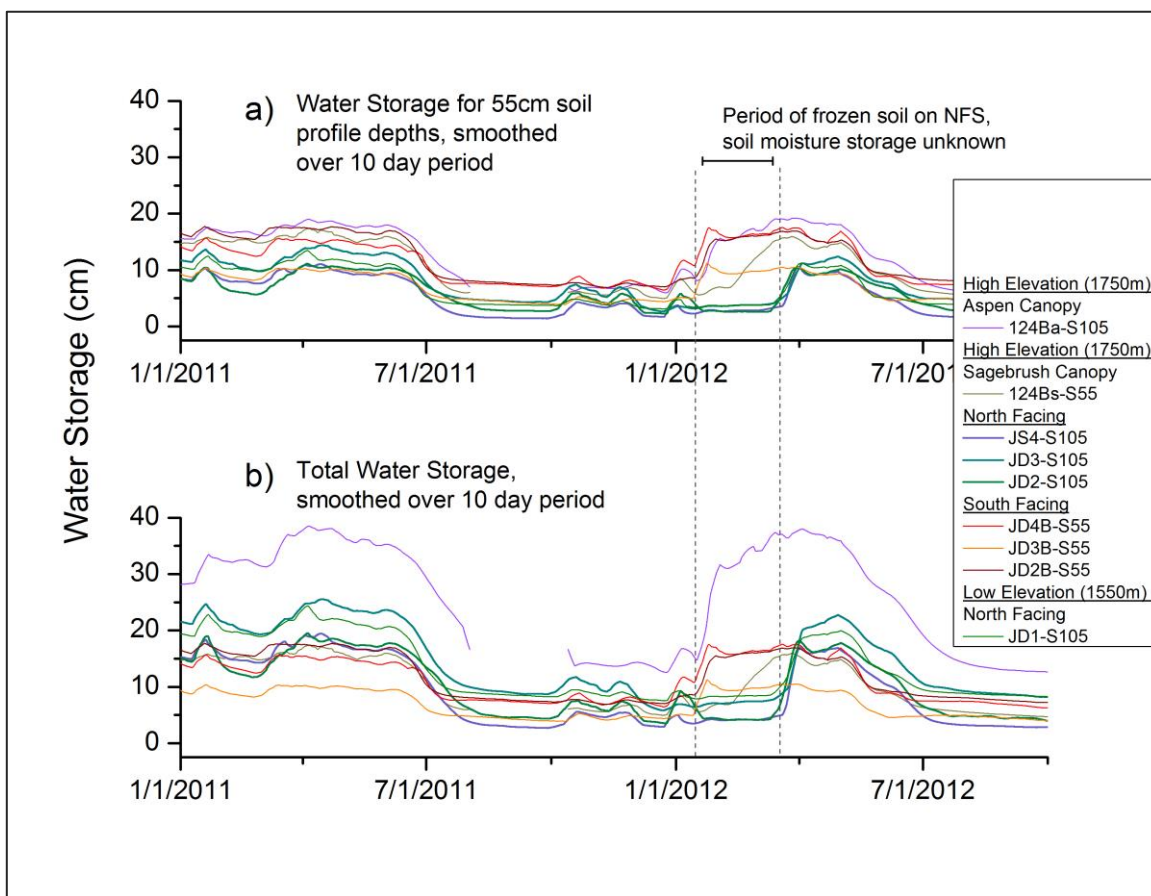 a) Water Storage for 55cm soil
profile depths, smoothed
over 10 day period
Period of frozen soil on NFS,
soil moisture storage unknown
40
30
20
10
0
1/1/2011
7/1/2011
1/1/2012
7/1/201
Water Storage (cm)
b) Total Water Storage,
smoothed over 10 day period
40
30
20
10
0
1/1/2011
7/1/2011
1/1/2012
7/1/2012
High Elevation (1750m)
Aspen Canopy
124Ba-S105
High Elevation (1750m)
Sagebrush Canopy
124Bs-S55
North Facing
JS4-S105
JD3-S105
JD2-S105
South Facing
JD4B-S55
JD3B-S55
JD2B-S55
Low Elevation (1550m)
North Facing
JD1-S105